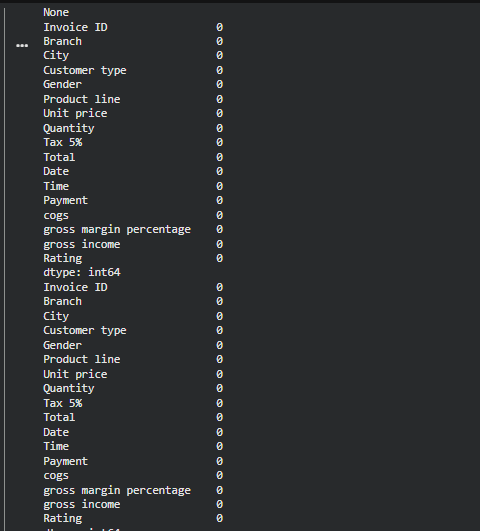 None
Invoice ID 0
Branch 0
City 0
Customer type 0
Gender 0
Product line 0
Unit price 0
Quantity 0
Tax 5% 0
Total 0
Date 0
Time 0
Payment 0
cogs 0
gross margin percentage 0
gross income 0
Rating 0
dtype: int64
Invoice ID 0
Branch 0
City 0
Customer type 0
Gender 0
Product line 0
Unit price 0
Quantity 0
Tax 5% 0
Total 0
Date 0
Time 0
Payment 0
cogs 0
gross margin percentage 0
gross income 0
Rating 0